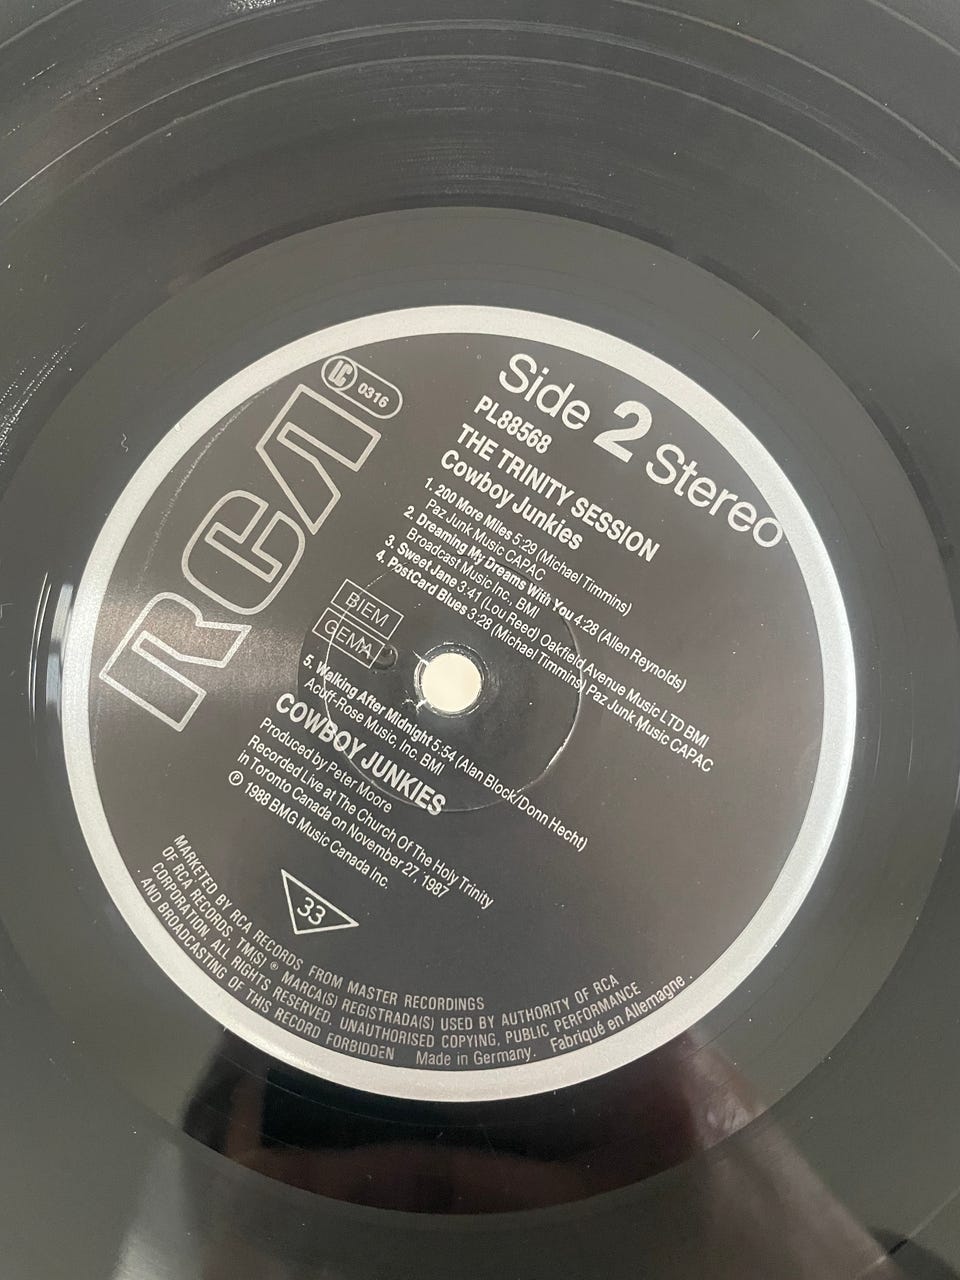 RCA
LC 0316
Side 2 Stereo
PL88568
THE TRINITY SESSION
Cowboy Junkies
1. 200 More Miles 5:29 (Michael Timmins)
Paz Junk Music CAPAC
2. Dreaming My Dreams With You 4:28 (Allen Reynolds)
Broadcast Music Inc., BMI
3. Sweet Jane 3:41 (Lou Reed) Oakfield Avenue Music LTD BMI
4. PostCard Blues 3:28 (Michael Timmins) Paz Junk Music CAPAC
BIEM
GEMA
5. Walking After Midnight 5:54 (Alan Block/Donn Hecht)
Acuff-Rose Music, Inc. BMI
COWBOY JUNKIES
Produced by Peter Moore
Recorded Live at The Church Of The Holy Trinity
in Toronto Canada on November 27, 1987
℗ 1988 BMG Music Canada Inc.
33
MARKETED BY RCA RECORDS FROM MASTER RECORDINGS
OF RCA RECORDS. TM(S) ® MARCA(S) REGISTRADA(S) USED BY AUTHORITY OF RCA
CORPORATION. ALL RIGHTS RESERVED. UNAUTHORISED COPYING, PUBLIC PERFORMANCE
AND BROADCASTING OF THIS RECORD FORBIDDEN Made in Germany. Fabriqué en Allemagne.